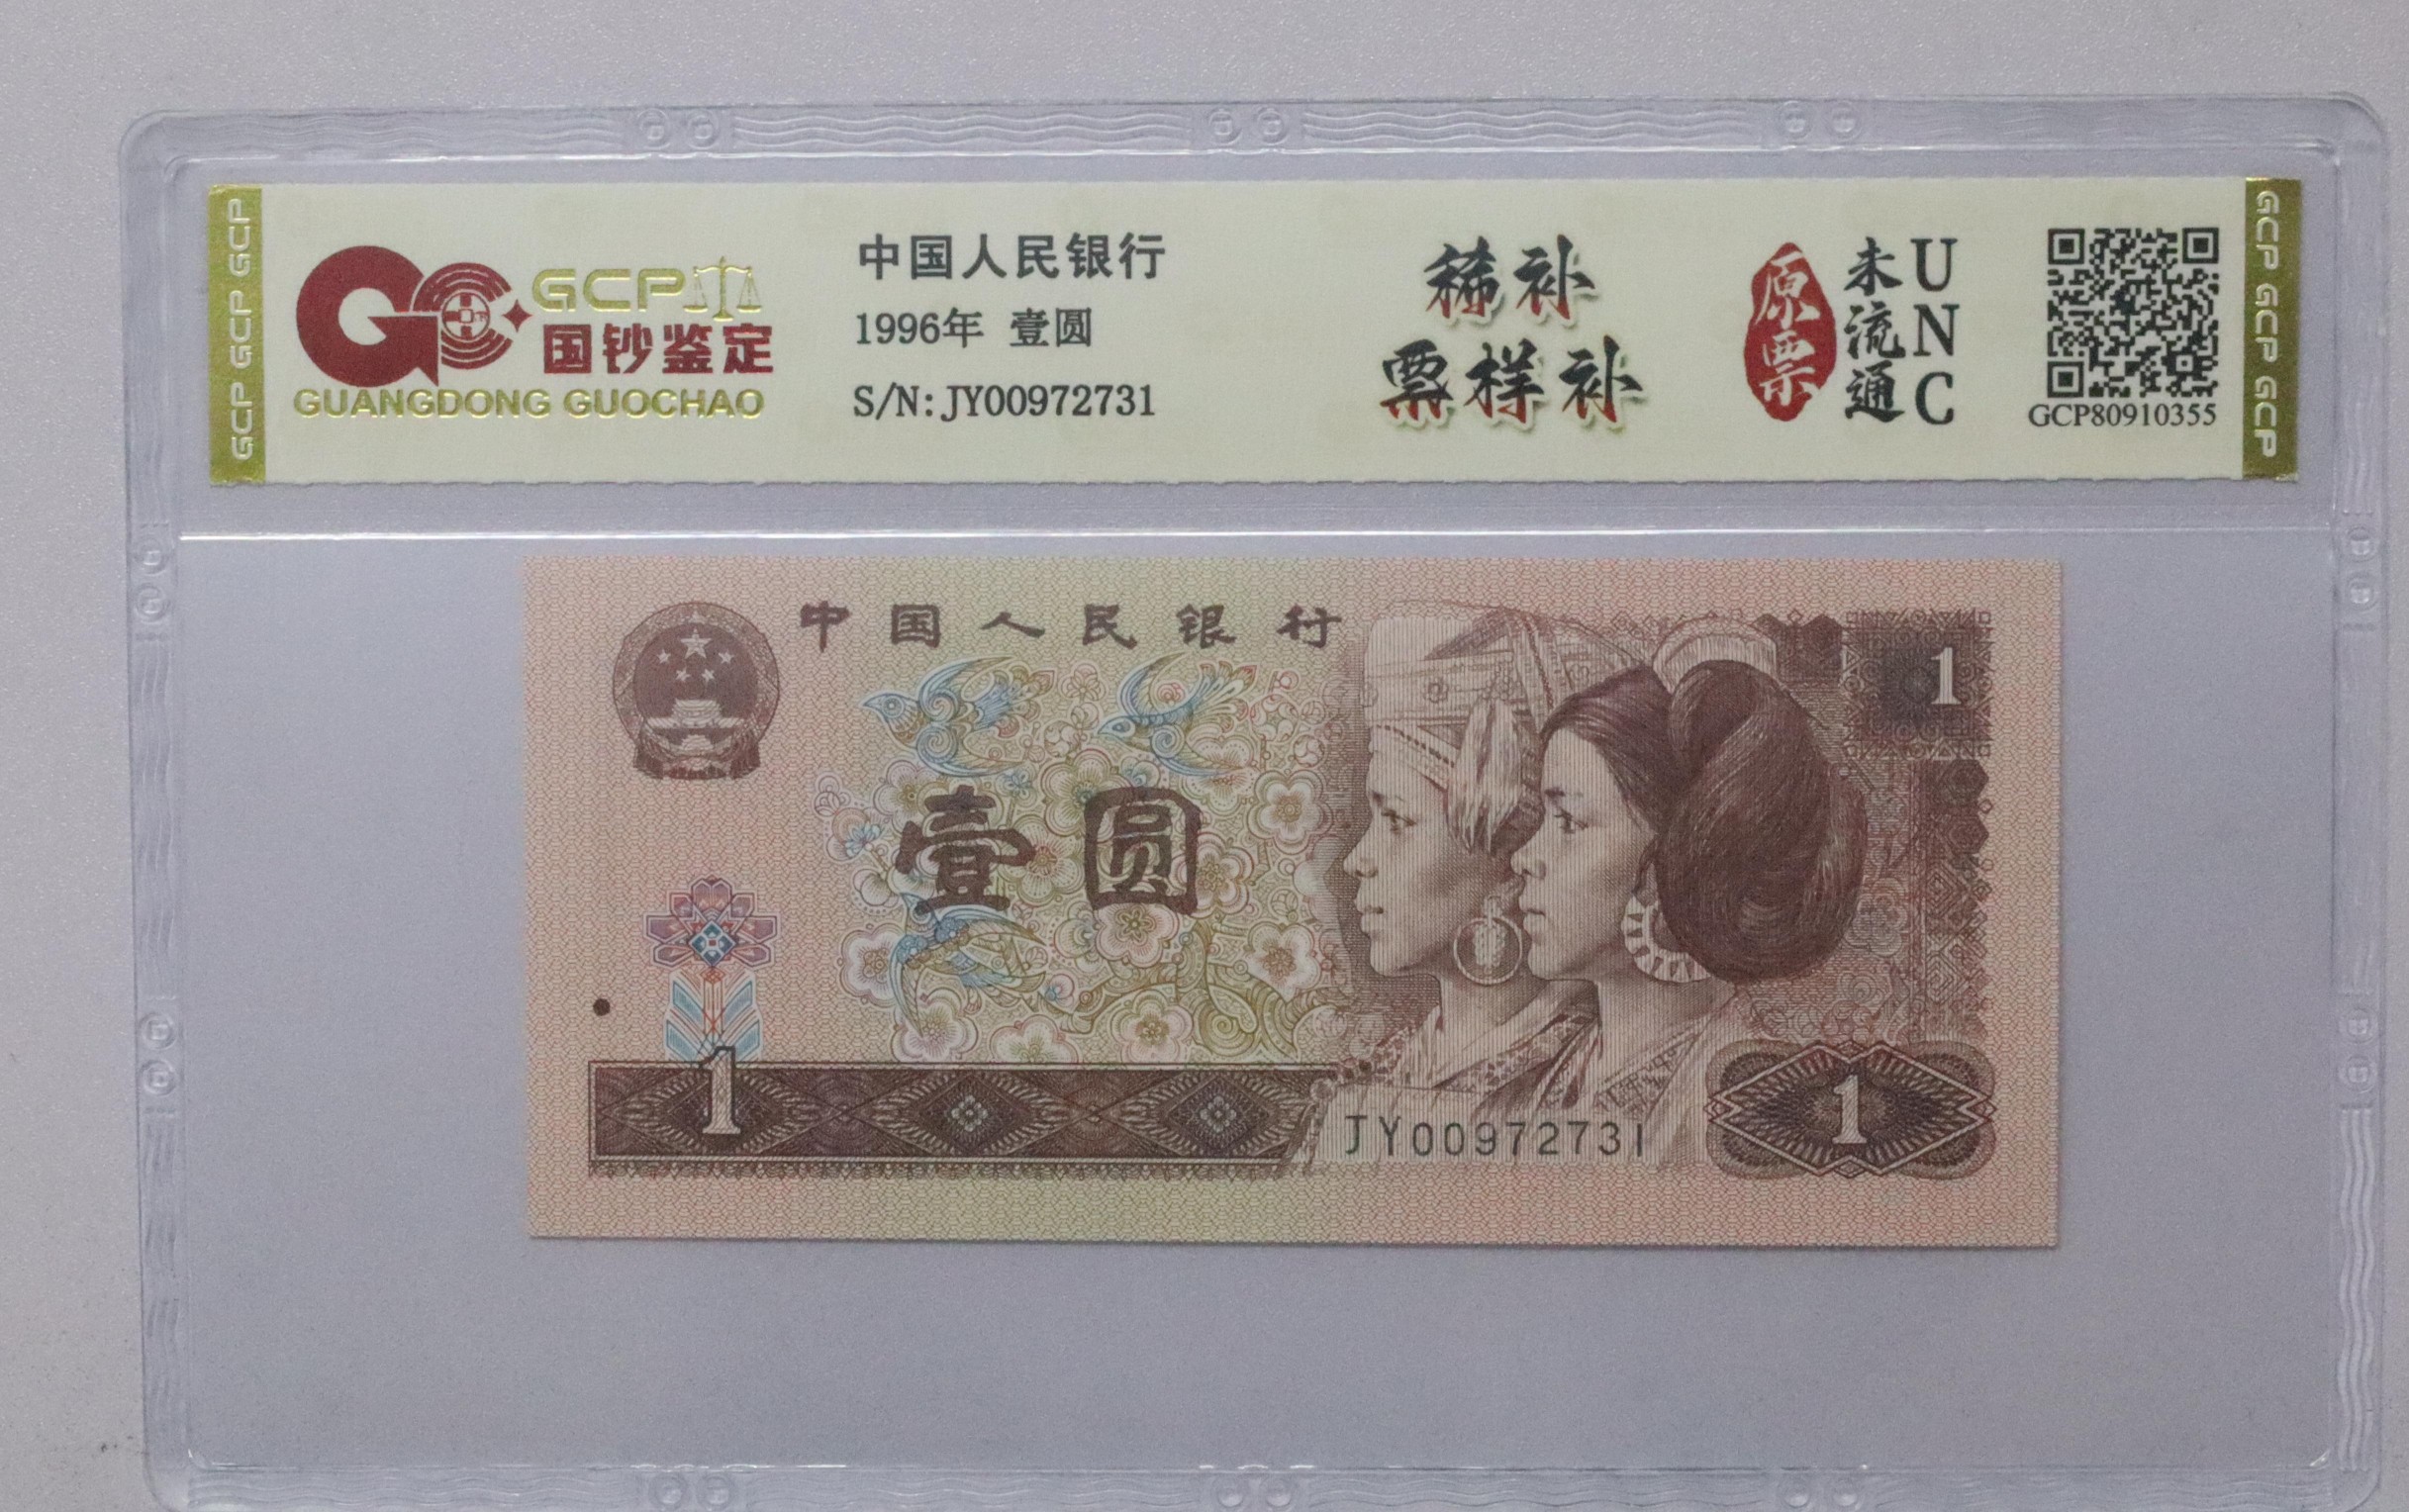 GCP GCP GCP
GCP
国钞鉴定
GUANGDONG GUOCHAO
中国人民银行
1996年 壹圆
S/N: JY00972731
稀补
票样补
原票
未流通
UNC
GCP80910355
GCP GCP GCP
中国人民银行
1
壹圆
1
JY00972731
1